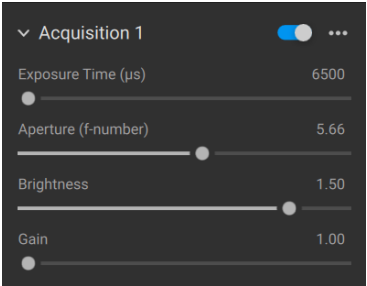 Acquisition 1
Exposure Time (µs) 6500
Aperture (f-number) 5.66
Brightness 1.50
Gain 1.00